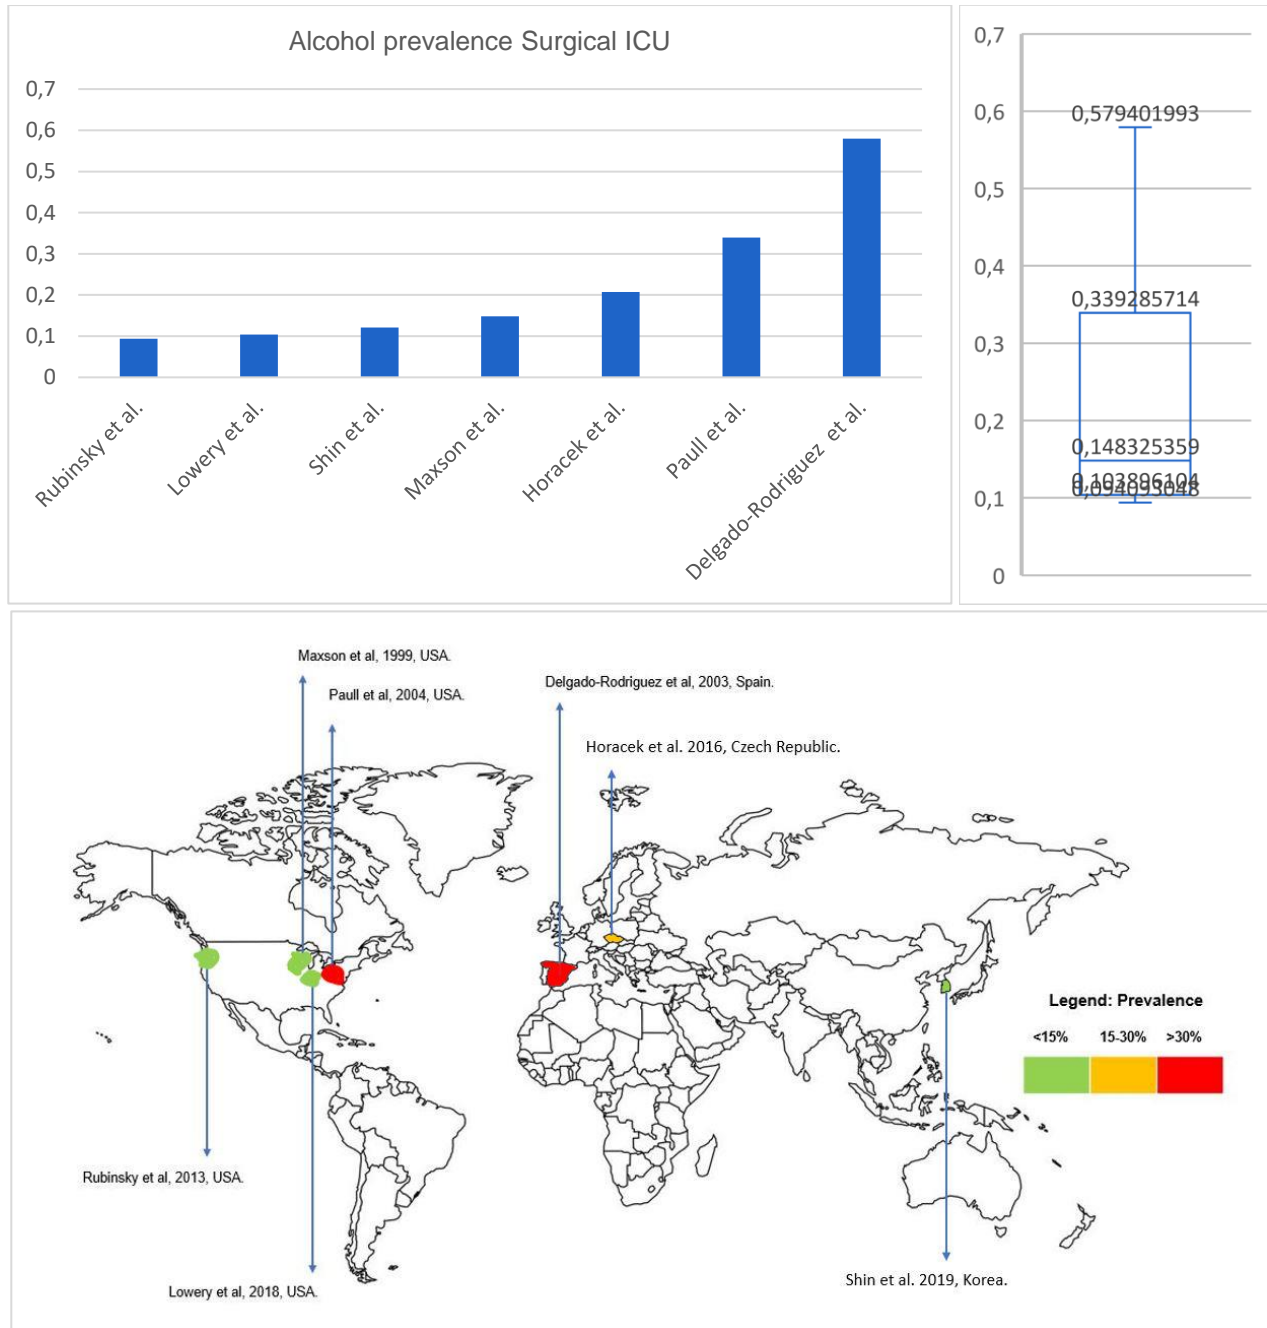 Alcohol prevalence Surgical ICU
0,7
0,6
0,5
0,4
0,3
0,2
0,1
0
Rubinsky et al.
Lowery et al.
Shin et al.
Maxson et al.
Horacek et al.
Paull et al.
Delgado-Rodriguez et al.
0,7
0,6
0,5
0,4
0,3
0,2
0,1
0
0,579401993
0,339285714
0,148325359
0,103896104
Maxson et al, 1999, USA.
Paull et al, 2004, USA.
Delgado-Rodriguez et al, 2003, Spain.
Horacek et al. 2016, Czech Republic.
Legend: Prevalence
<15% 15-30% >30%
Rubinsky et al, 2013, USA.
Lowery et al, 2018, USA.
Shin et al. 2019, Korea.